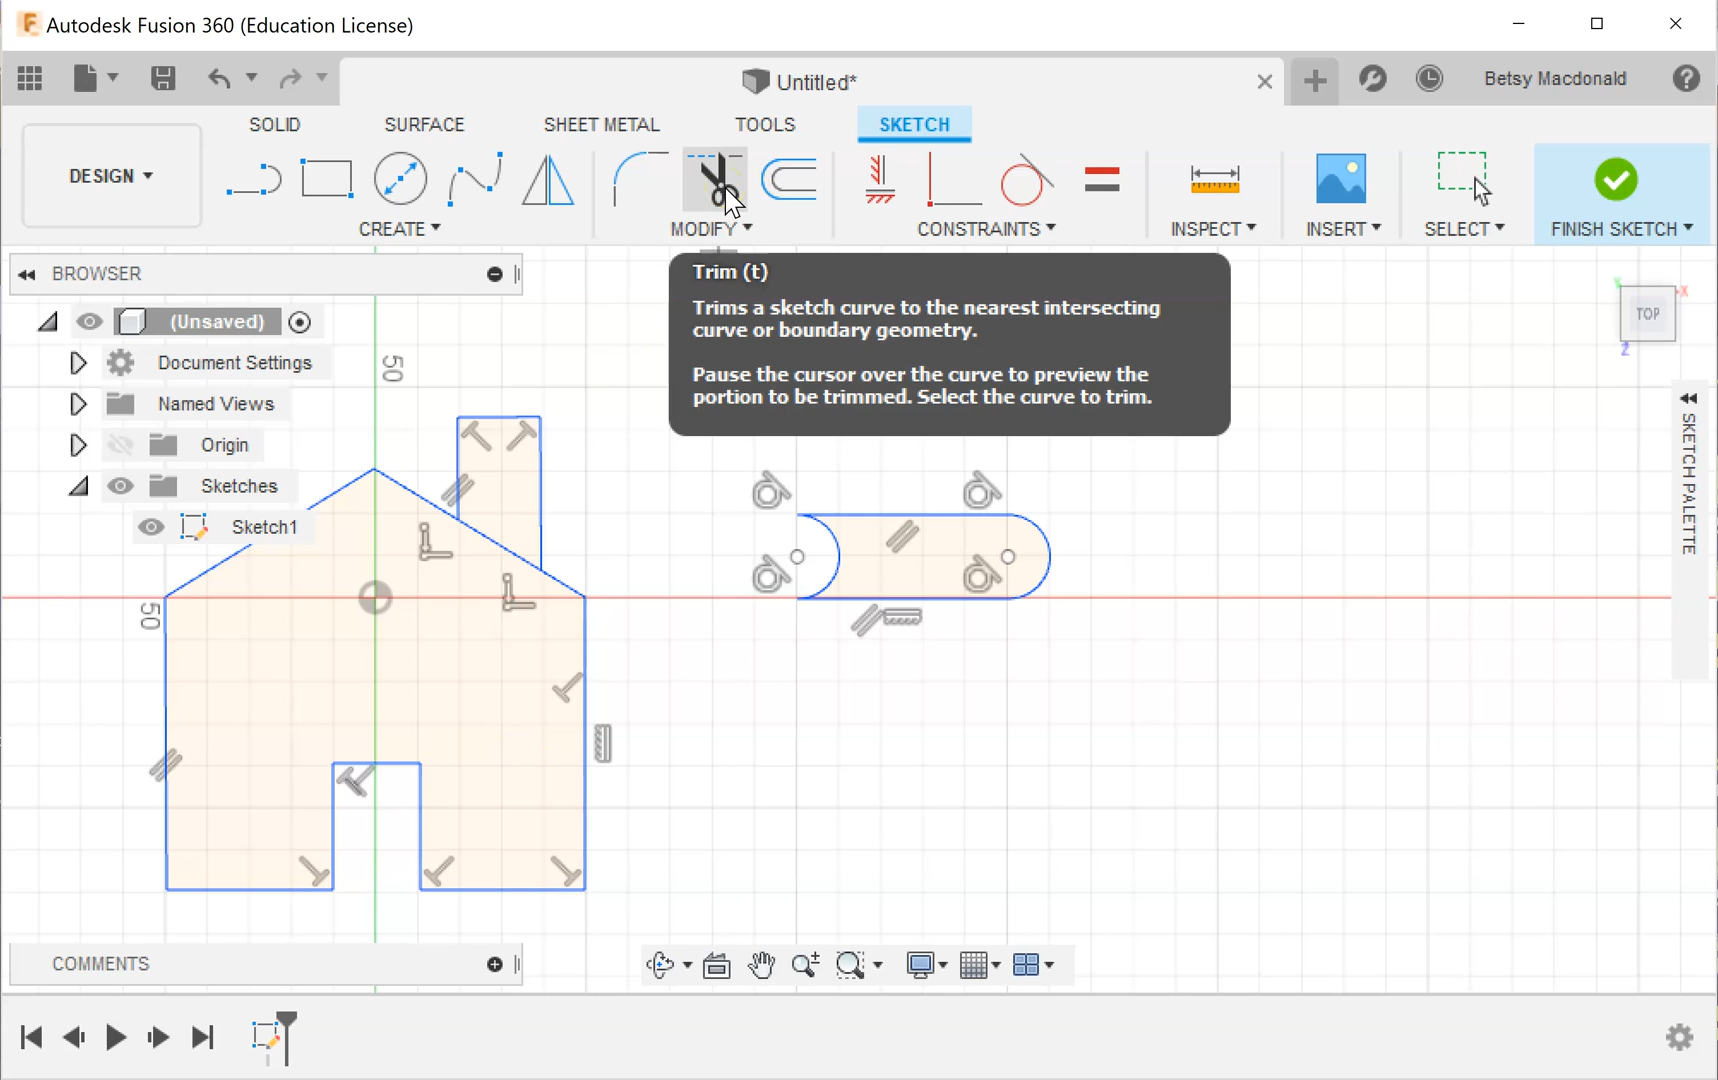 Autodesk Fusion 360 (Education License)
Untitled*
Betsy Macdonald
SOLID
SURFACE
SHEET METAL
TOOLS
SKETCH
DESIGN
CREATE
MODIFY
CONSTRAINTS
INSPECT
INSERT
SELECT
FINISH SKETCH
BROWSER
Trim (t)
Trims a sketch curve to the nearest intersecting
curve or boundary geometry.
Pause the cursor over the curve to preview the
portion to be trimmed. Select the curve to trim.
(Unsaved)
Document Settings
Named Views
Origin
Sketches
Sketch1
50
50
TOP
X
Y
Z
SKETCH PALETTE
COMMENTS